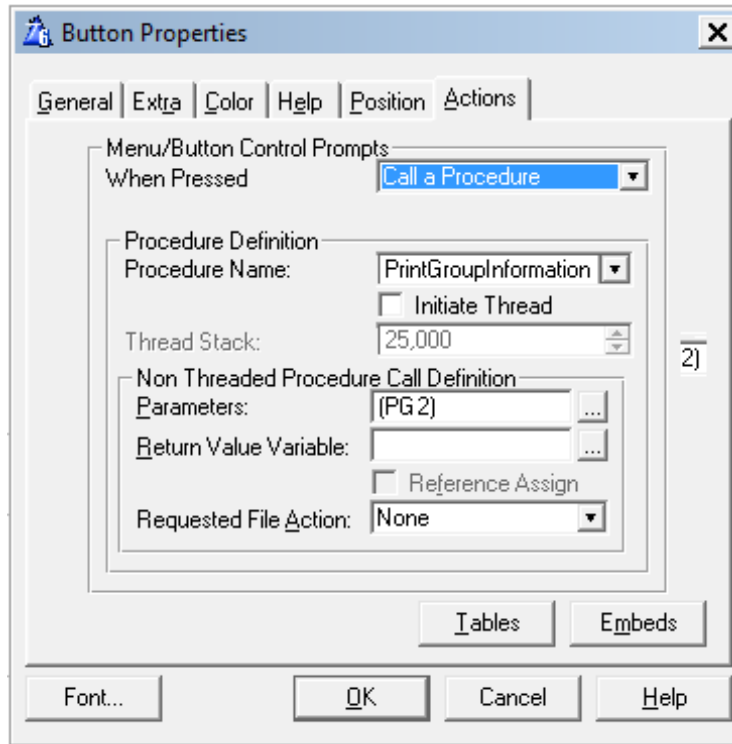 Button Properties
General Extra Color Help Position Actions
Menu/Button Control Prompts
When Pressed Call a Procedure
Procedure Definition
Procedure Name: PrintGroupInformation
Initiate Thread
Thread Stack: 25,000
2)
Non Threaded Procedure Call Definition
Parameters: (PG 2)
Return Value Variable: ...
Reference Assign
Requested File Action: None
Tables Embeds
Font... OK Cancel Help